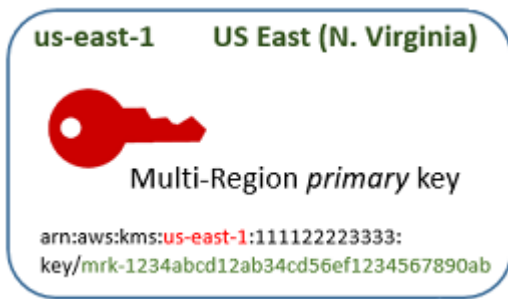 us-east-1 US East (N. Virginia)
Multi-Region primary key
arn:aws:kms:us-east-1:111122223333:
key/mrk-1234abcd12ab34cd56ef1234567890ab